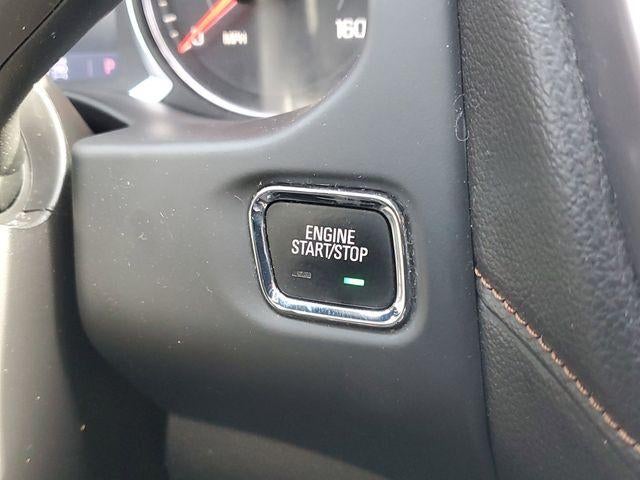 160
MPH
ENGINE
START/STOP